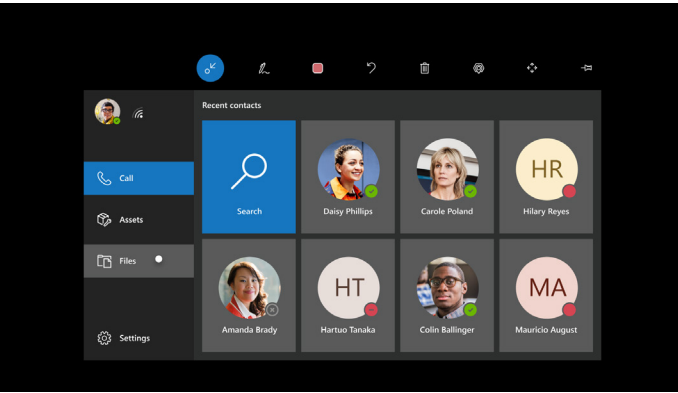 Recent contacts
Call
Assets
Files
Settings
Search
Daisy Phillips
Carole Poland
HR
Hilary Reyes
Amanda Brady
HT
Hartuo Tanaka
Colin Ballinger
MA
Mauricio August